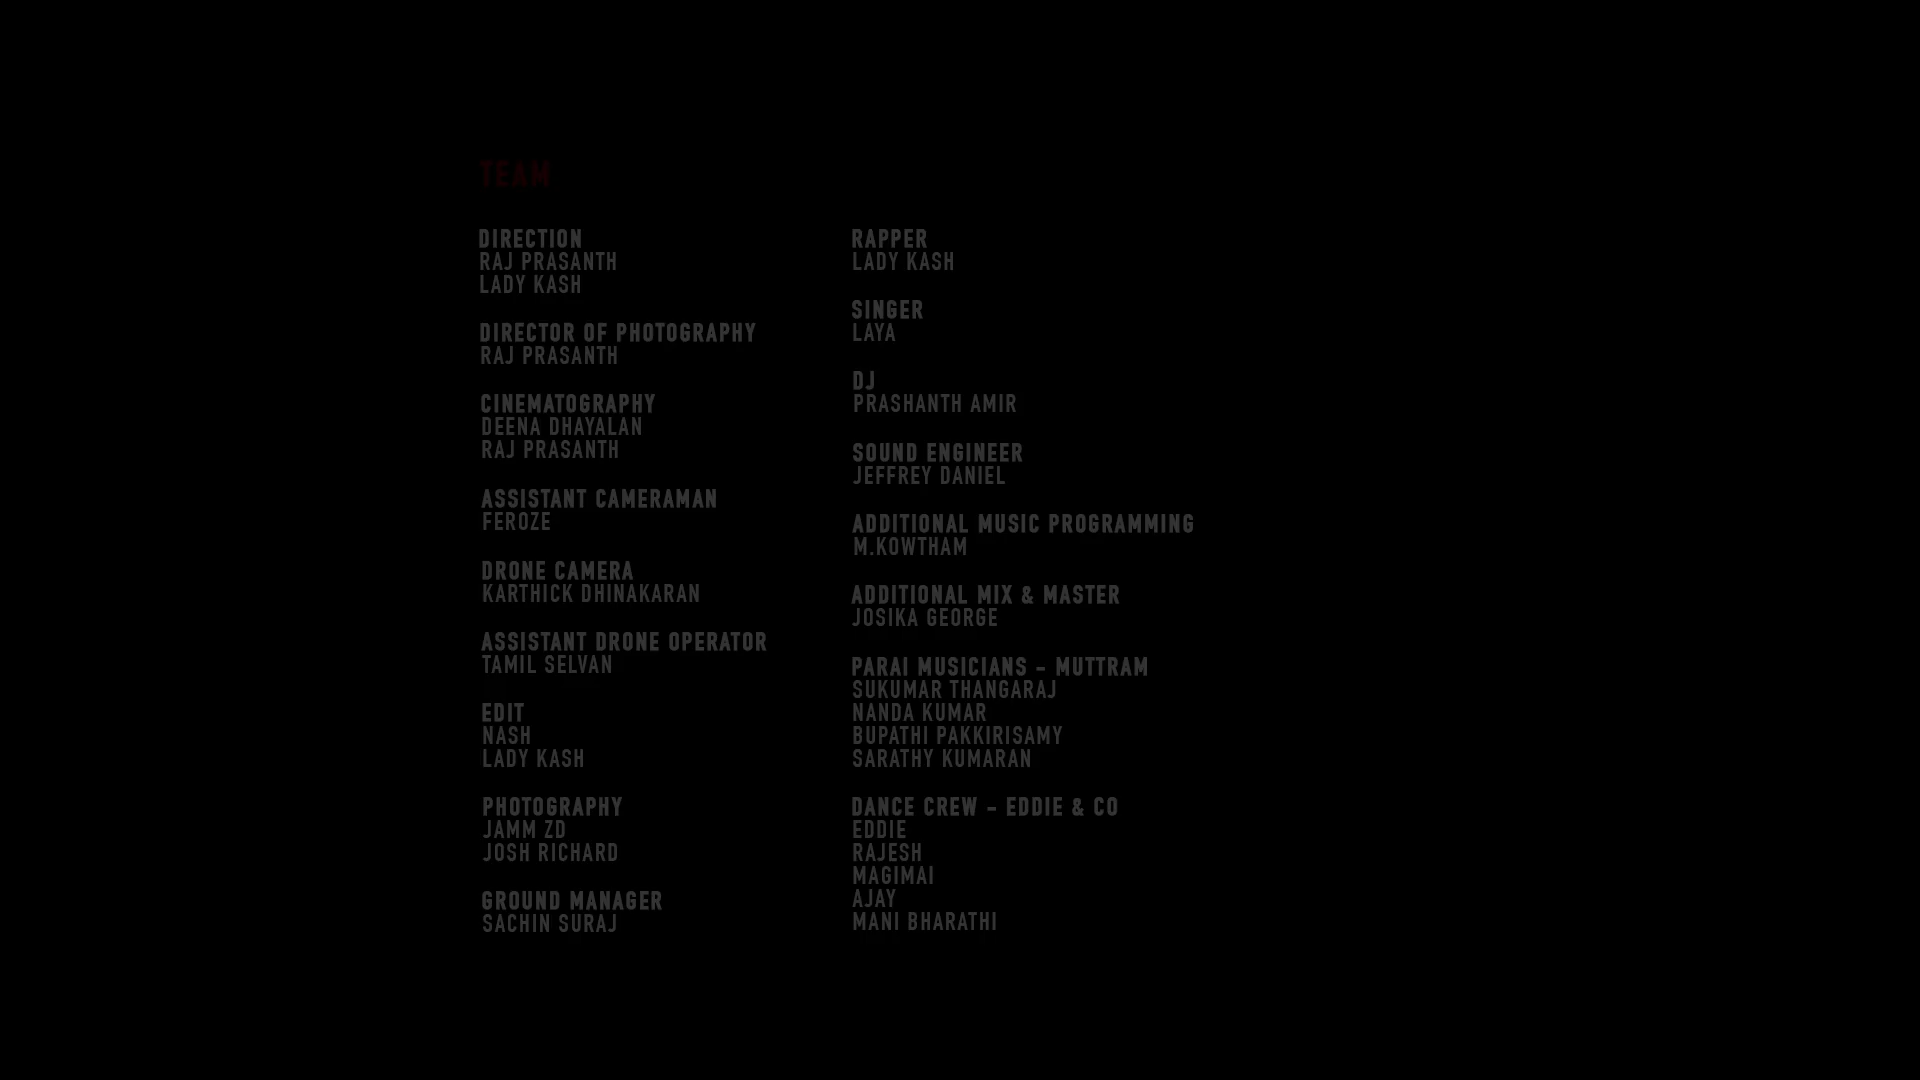 TEAM
DIRECTION
RAJ PRASANTH
LADY KASH
DIRECTOR OF PHOTOGRAPHY
RAJ PRASANTH
CINEMATOGRAPHY
DEENA DHAYALAN
RAJ PRASANTH
ASSISTANT CAMERAMAN
FEROZE
DRONE CAMERA
KARTHICK DHINAKARAN
ASSISTANT DRONE OPERATOR
TAMIL SELVAN
EDIT
NASH
LADY KASH
PHOTOGRAPHY
JAMM ZD
JOSH RICHARD
GROUND MANAGER
SACHIN SURAJ
RAPPER
LADY KASH
SINGER
LAYA
DJ
PRASHANTH AMIR
SOUND ENGINEER
JEFFREY DANIEL
ADDITIONAL MUSIC PROGRAMMING
M.KOWTHAM
ADDITIONAL MIX & MASTER
JOSIKA GEORGE
PARAI MUSICIANS - MUTTRAM
SUKUMAR THANGARAJ
NANDA KUMAR
BUPATHI PAKKIRISAMY
SARATHY KUMARAN
DANCE CREW - EDDIE & CO
EDDIE
RAJESH
MAGIMAI
AJAY
MANI BHARATHI